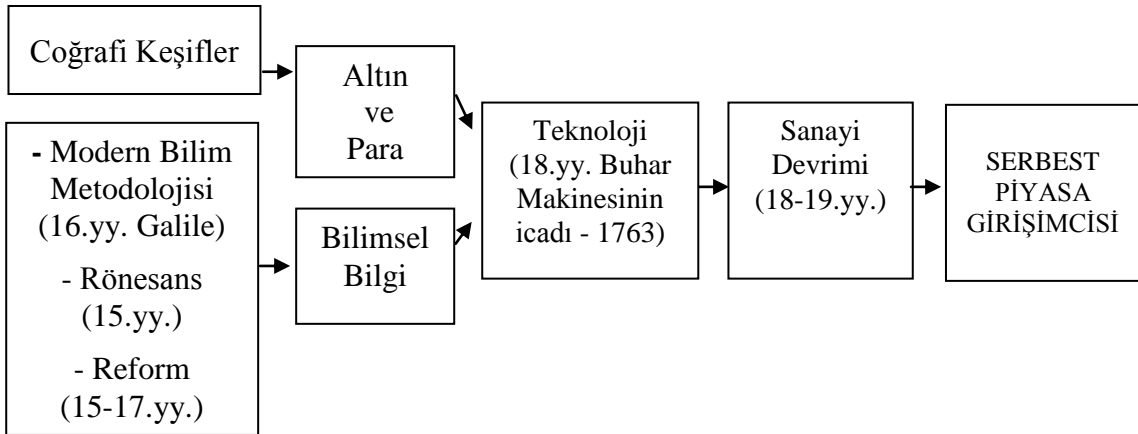 Coğrafi Keşifler
- Modern Bilim
Metodolojisi
(16.yy. Galile)
- Rönesans
(15.yy.)
- Reform
(15-17.yy.)
Altın
ve
Para
Bilimsel
Bilgi
Teknoloji
(18.yy. Buhar
Makinesinin
icadı - 1763)
Sanayi
Devrimi
(18-19.yy.)
SERBEST
PİYASA
GİRİŞİMCİSİ